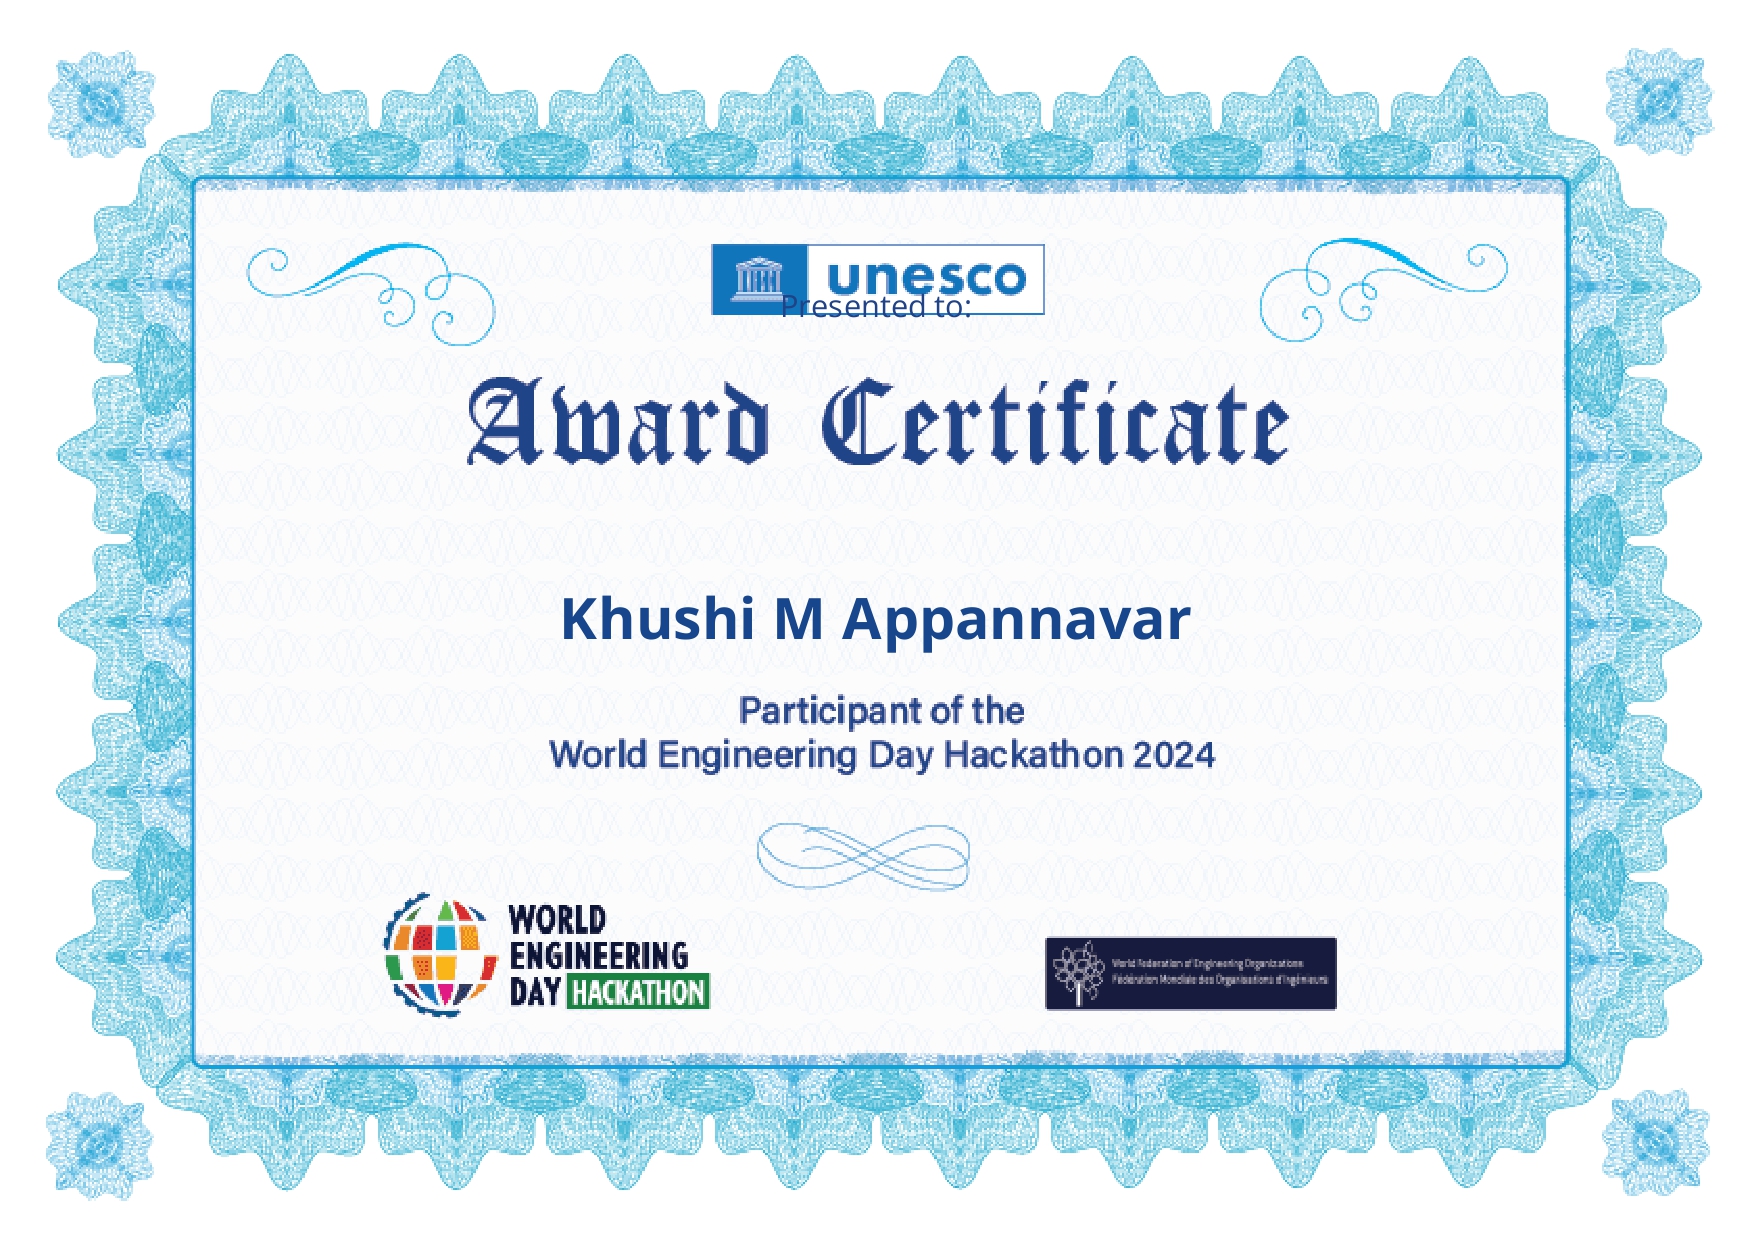 unesco
Presented to:
Award Certificate
Khushi M Appannavar
Participant of the
World Engineering Day Hackathon 2024
WORLD
ENGINEERING
DAY HACKATHON
World Federation of Engineering Organizations
Fédération Mondiale des Organisations d'Ingénieurs